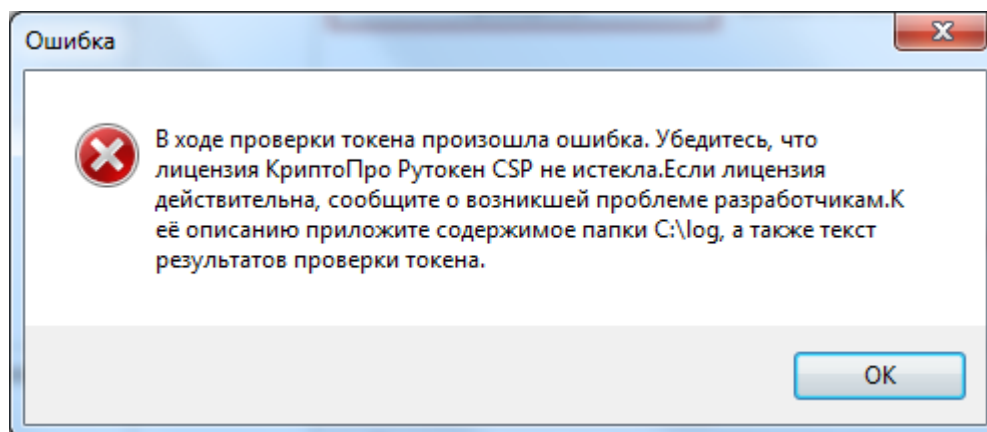 Ошибка
В ходе проверки токена произошла ошибка. Убедитесь, что
лицензия КриптоПро Рутокен CSP не истекла.Если лицензия
действительна, сообщите о возникшей проблеме разработчикам.К
её описанию приложите содержимое папки C:\log, а также текст
результатов проверки токена.
OK